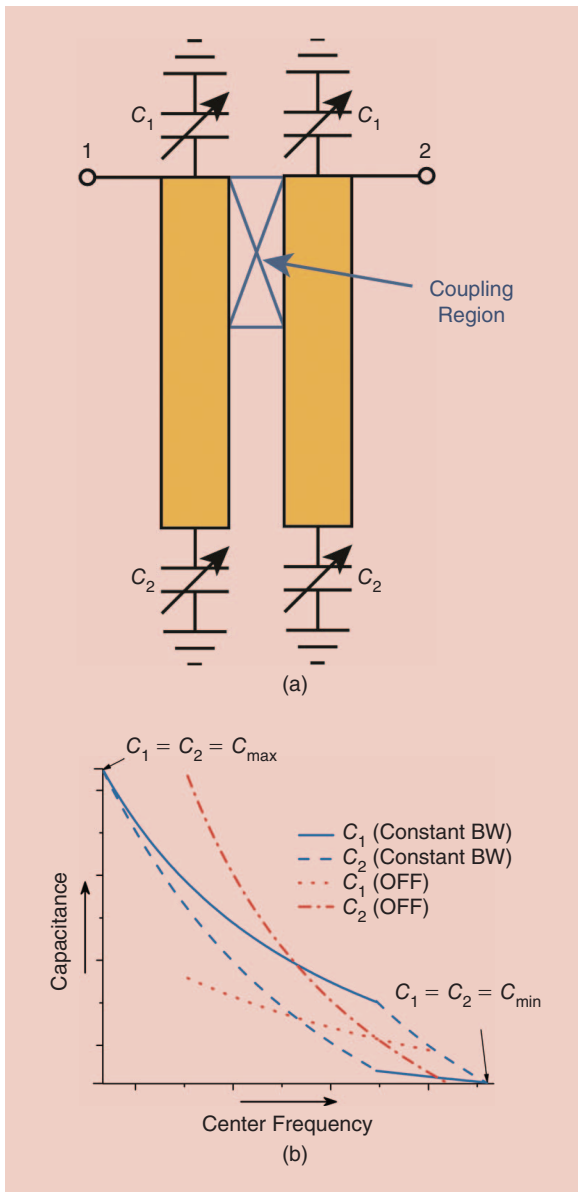 C1 C1
1 2
Coupling
Region
C2 C2
(a)
C1 = C2 = Cmax
C1 (Constant BW)
C2 (Constant BW)
C1 (OFF)
C2 (OFF)
Capacitance
C1 = C2 = Cmin
Center Frequency
(b)